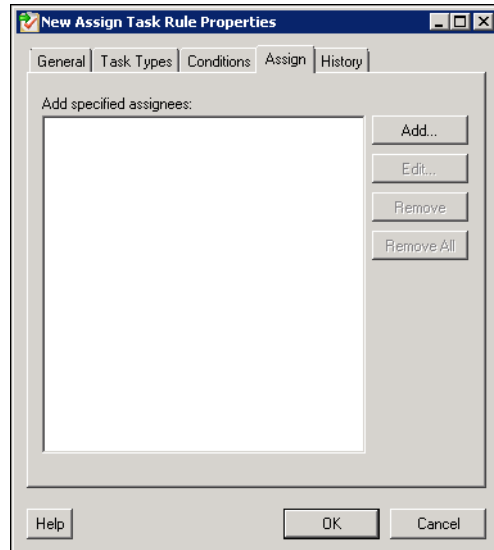 New Assign Task Rule Properties
General Task Types Conditions Assign History
Add specified assignees:
Add...
Edit...
Remove
Remove All
Help OK Cancel